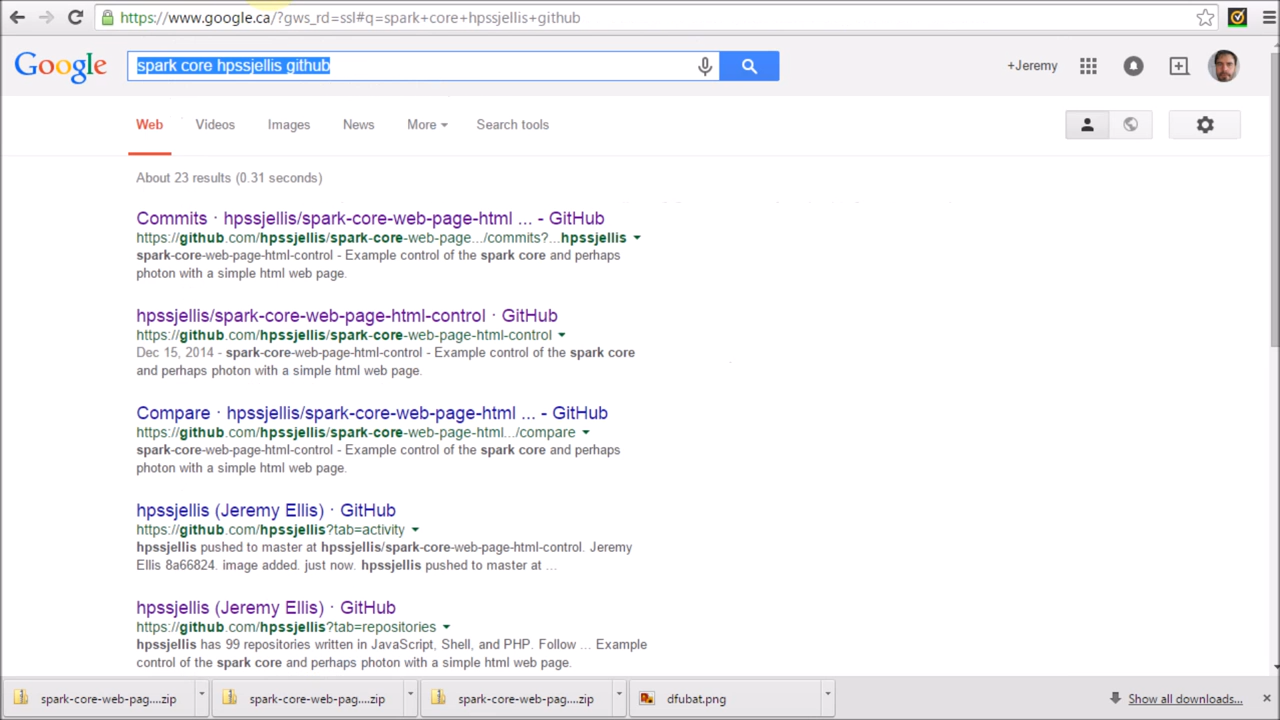 https://www.google.ca/?gws_rd=ssl#q=spark+core+hpssjellis+github
Google
spark core hpssjellis github
+Jeremy
Web Videos Images News More Search tools
About 23 results (0.31 seconds)
Commits · hpssjellis/spark-core-web-page-html ... - GitHub
https://github.com/hpssjellis/spark-core-web-page.../commits?...hpssjellis
spark-core-web-page-html-control - Example control of the spark core and perhaps
photon with a simple html web page.
hpssjellis/spark-core-web-page-html-control · GitHub
https://github.com/hpssjellis/spark-core-web-page-html-control
Dec 15, 2014 - spark-core-web-page-html-control - Example control of the spark core
and perhaps photon with a simple html web page.
Compare · hpssjellis/spark-core-web-page-html ... - GitHub
https://github.com/hpssjellis/spark-core-web-page-html.../compare
spark-core-web-page-html-control - Example control of the spark core and perhaps
photon with a simple html web page.
hpssjellis (Jeremy Ellis) · GitHub
https://github.com/hpssjellis?tab=activity
hpssjellis pushed to master at hpssjellis/spark-core-web-page-html-control. Jeremy
Ellis 8a66824. image added. just now. hpssjellis pushed to master at ...
hpssjellis (Jeremy Ellis) · GitHub
https://github.com/hpssjellis?tab=repositories
hpssjellis has 99 repositories written in JavaScript, Shell, and PHP. Follow ... Example
control of the spark core and perhaps photon with a simple html web page.
spark-core-web-pag....zip spark-core-web-pag....zip spark-core-web-pag....zip dfubat.png Show all downloads...